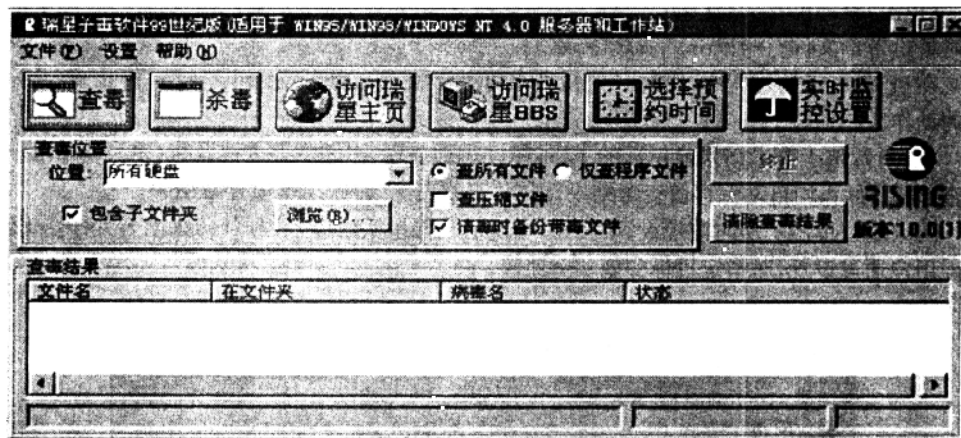 瑞星杀毒软件99世纪版(适用于 WIN95/WIN98/WINDOWS NT 4.0 服务器和工作站)
文件(F) 设置 帮助(H)
查毒
杀毒
访问瑞星主页
访问瑞星BBS
选择预约时间
实时监控设置
查毒位置
位置: 所有硬盘
包含子文件夹
浏览(R)...
查所有文件 仅查程序文件
查压缩文件
清毒时备份带毒文件
终止
清除查毒结果
RISING
版本10.0(1)
查毒结果
文件名 在文件夹 病毒名 状态